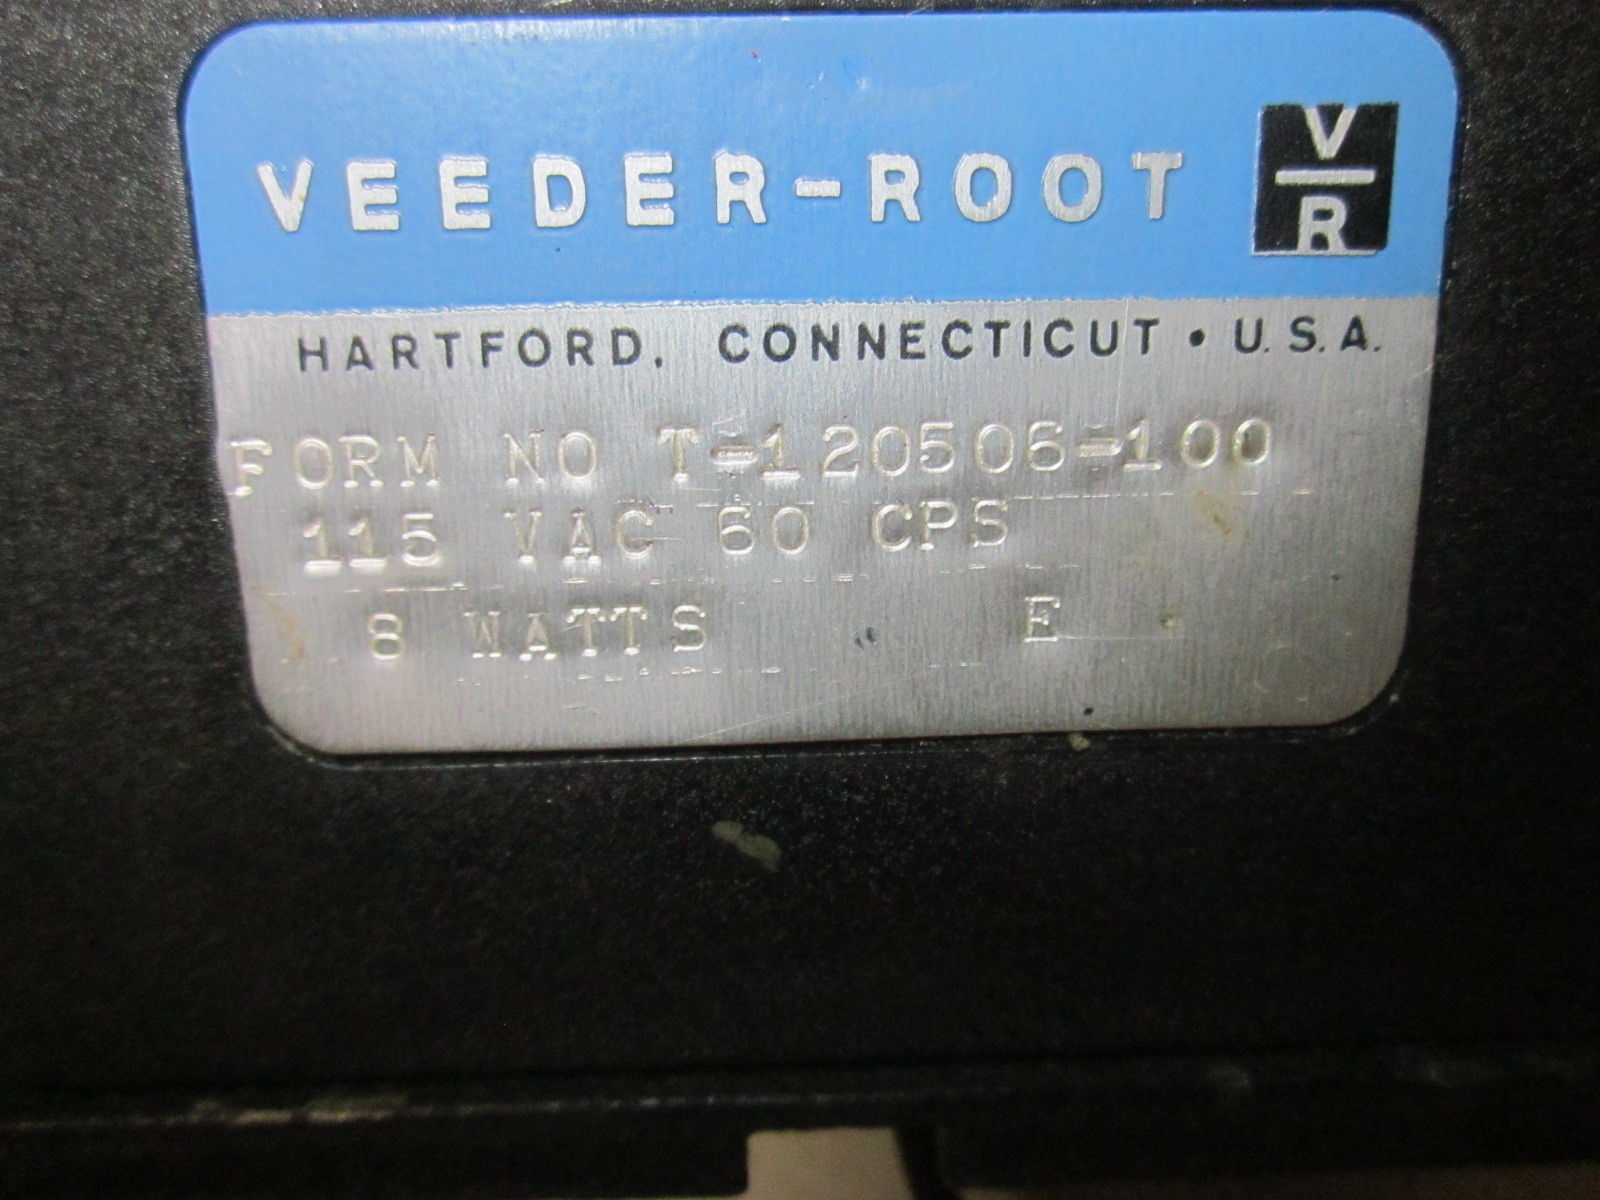 VEEDER-ROOT
V
R
HARTFORD, CONNECTICUT • U.S.A.
FORM NO T-120506-100
115 VAC 60 CPS
8 WATTS E